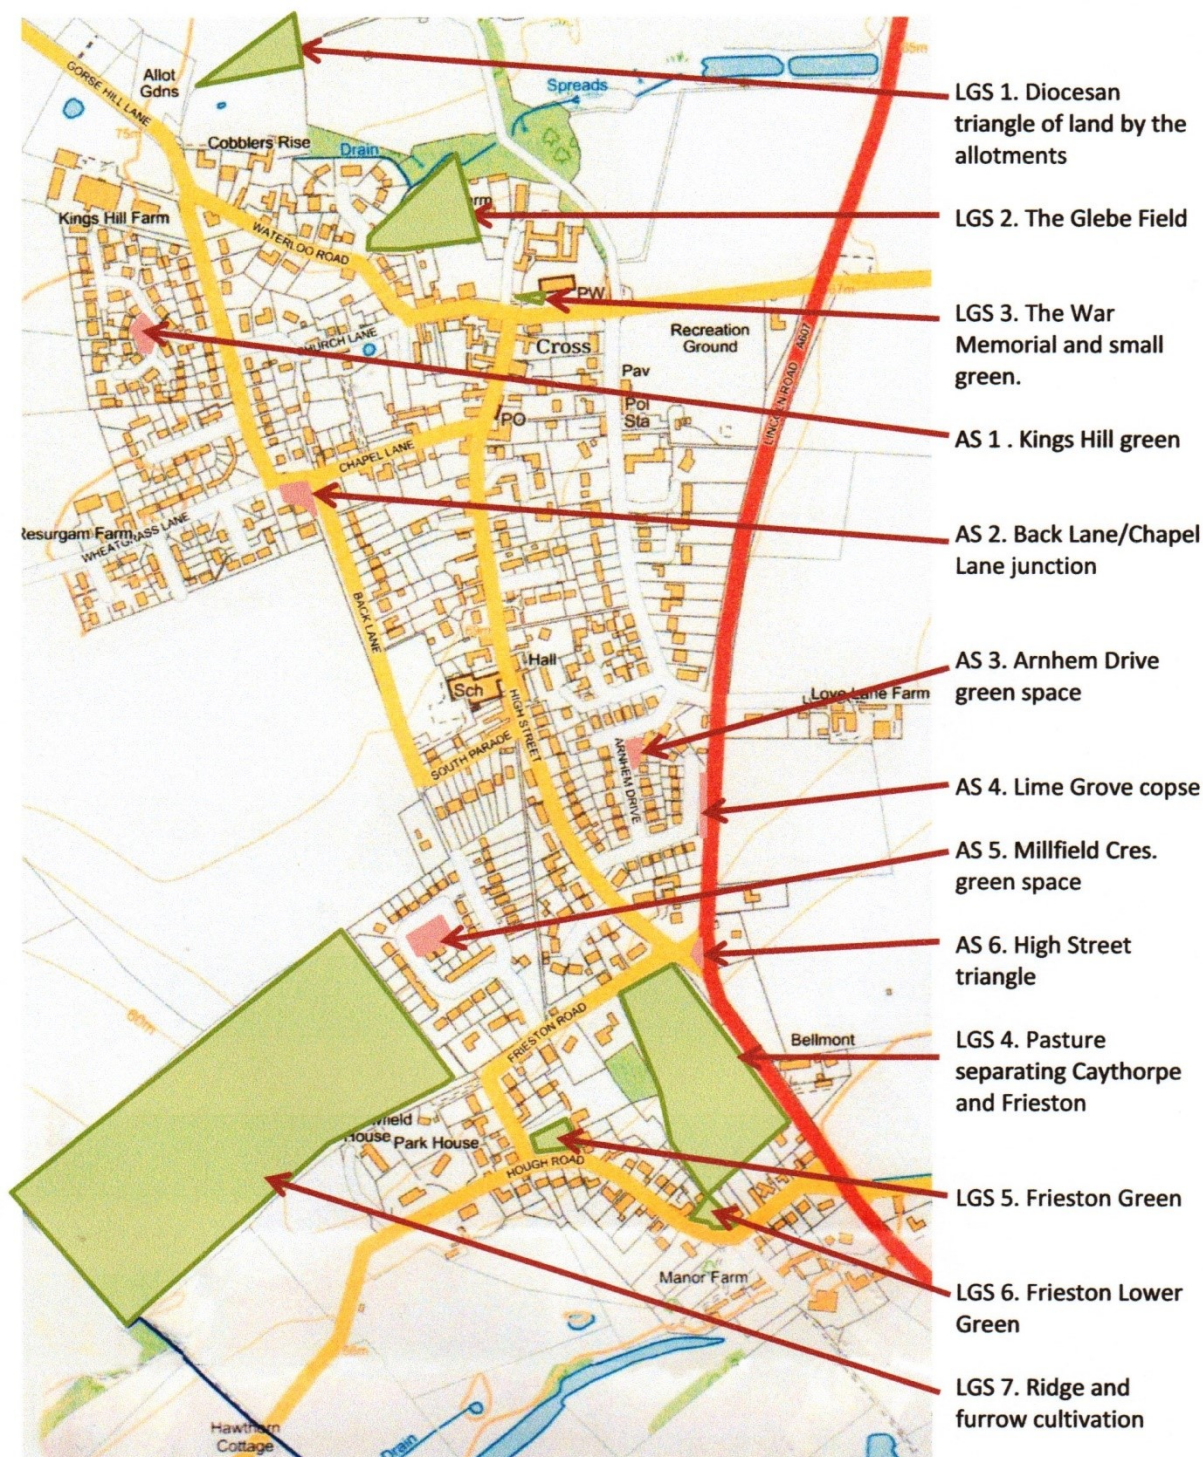 GORSE HILL LANE
Allot
Gdns
75m
Cobblers Rise
Drain
Spreads
65m
Kings Hill Farm
WATERLOO ROAD
PW
67m
CHURCH LANE
Cross
Recreation
Ground
Pav
Pol
Sta
PO
LINCOLN ROAD A607
CHAPEL LANE
Resurgam Farm
WHEATGRASS LANE
BACK LANE
Hall
Sch
HIGH STREET
SOUTH PARADE
ARNHEM DRIVE
Love Lane Farm
60m
FRIESTON ROAD
Bellmont
House
Park House
HOUGH ROAD
Manor Farm
Hawthorn
Cottage
Drain
LGS 1. Diocesan
triangle of land by the
allotments
LGS 2. The Glebe Field
LGS 3. The War
Memorial and small
green.
AS 1 . Kings Hill green
AS 2. Back Lane/Chapel
Lane junction
AS 3. Arnhem Drive
green space
AS 4. Lime Grove copse
AS 5. Millfield Cres.
green space
AS 6. High Street
triangle
LGS 4. Pasture
separating Caythorpe
and Frieston
LGS 5. Frieston Green
LGS 6. Frieston Lower
Green
LGS 7. Ridge and
furrow cultivation